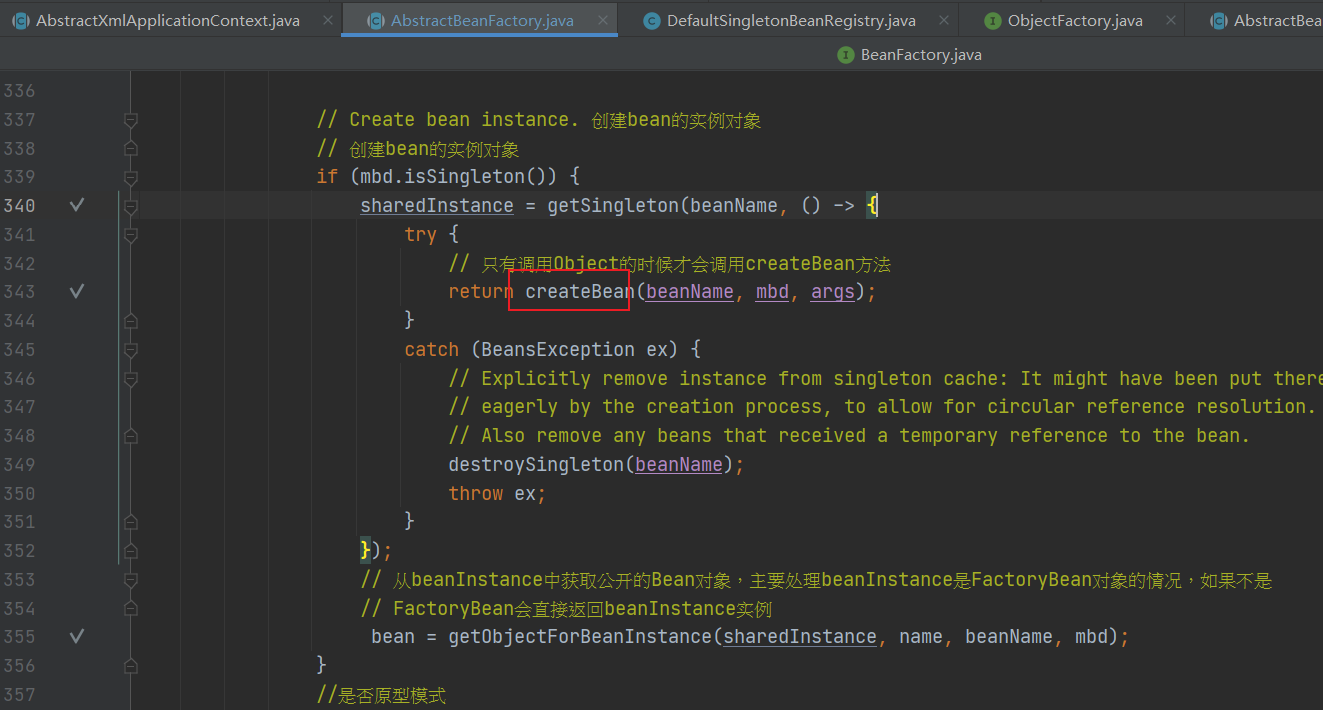 AbstractXmlApplicationContext.java AbstractBeanFactory.java DefaultSingletonBeanRegistry.java ObjectFactory.java AbstractBea
BeanFactory.java
336
337 // Create bean instance. 创建bean的实例对象
338 // 创建bean的实例对象
339 if (mbd.isSingleton()) {
340 sharedInstance = getSingleton(beanName, () -> {
341 try {
342 // 只有调用Object的时候才会调用createBean方法
343 return createBean(beanName, mbd, args);
344 }
345 catch (BeansException ex) {
346 // Explicitly remove instance from singleton cache: It might have been put there
347 // eagerly by the creation process, to allow for circular reference resolution.
348 // Also remove any beans that received a temporary reference to the bean.
349 destroySingleton(beanName);
350 throw ex;
351 }
352 });
353 // 从beanInstance中获取公开的Bean对象，主要处理beanInstance是FactoryBean对象的情况，如果不是
354 // FactoryBean会直接返回beanInstance实例
355 bean = getObjectForBeanInstance(sharedInstance, name, beanName, mbd);
356 }
357 //是否原型模式